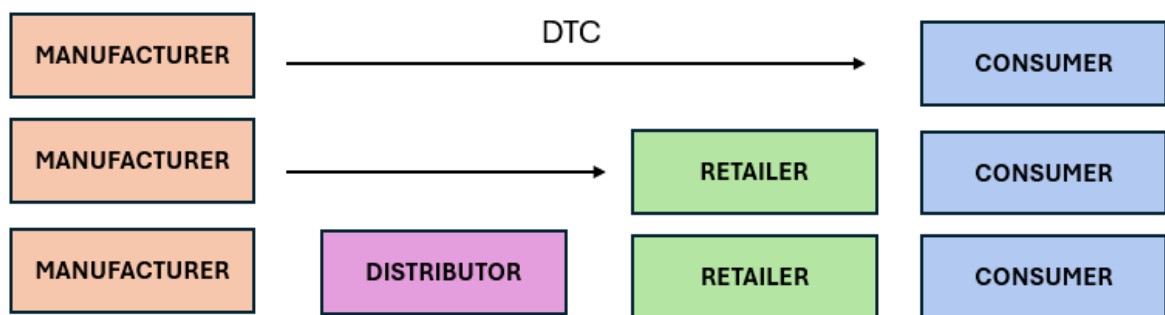 DTC
MANUFACTURER
CONSUMER
MANUFACTURER
RETAILER
CONSUMER
MANUFACTURER
DISTRIBUTOR
RETAILER
CONSUMER